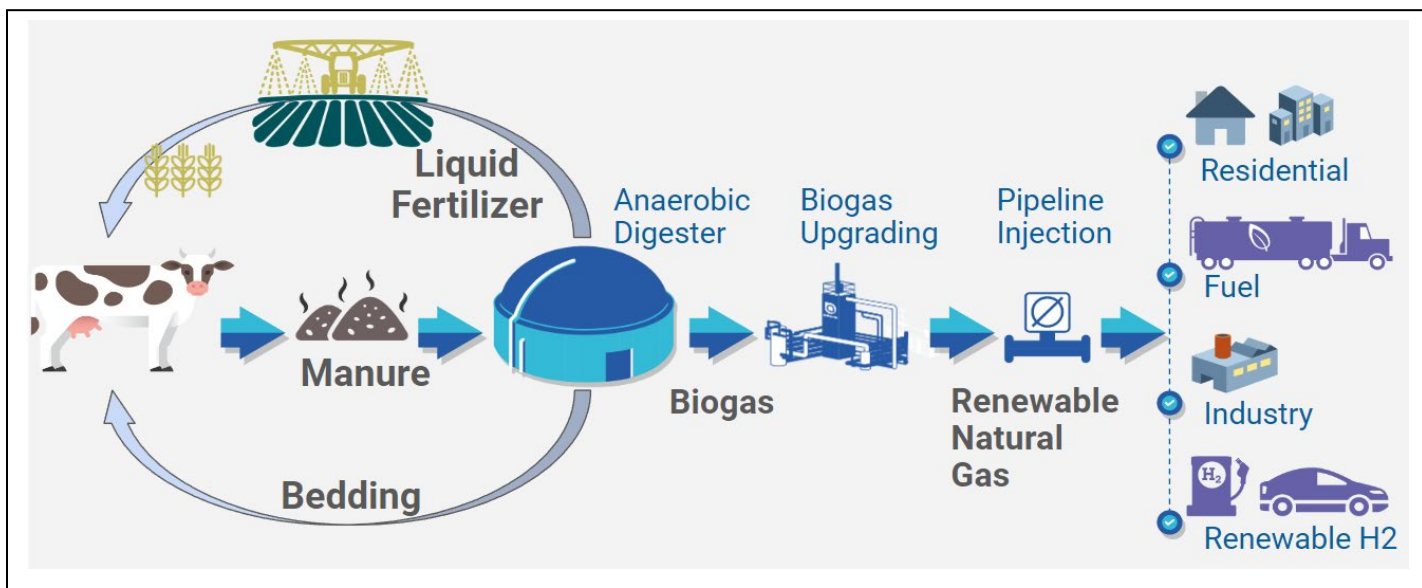 Liquid
Fertilizer
Anaerobic
Digester
Biogas
Upgrading
Pipeline
Injection
Manure
Biogas
Renewable
Natural
Gas
Bedding
Residential
Fuel
Industry
H2
Renewable H2